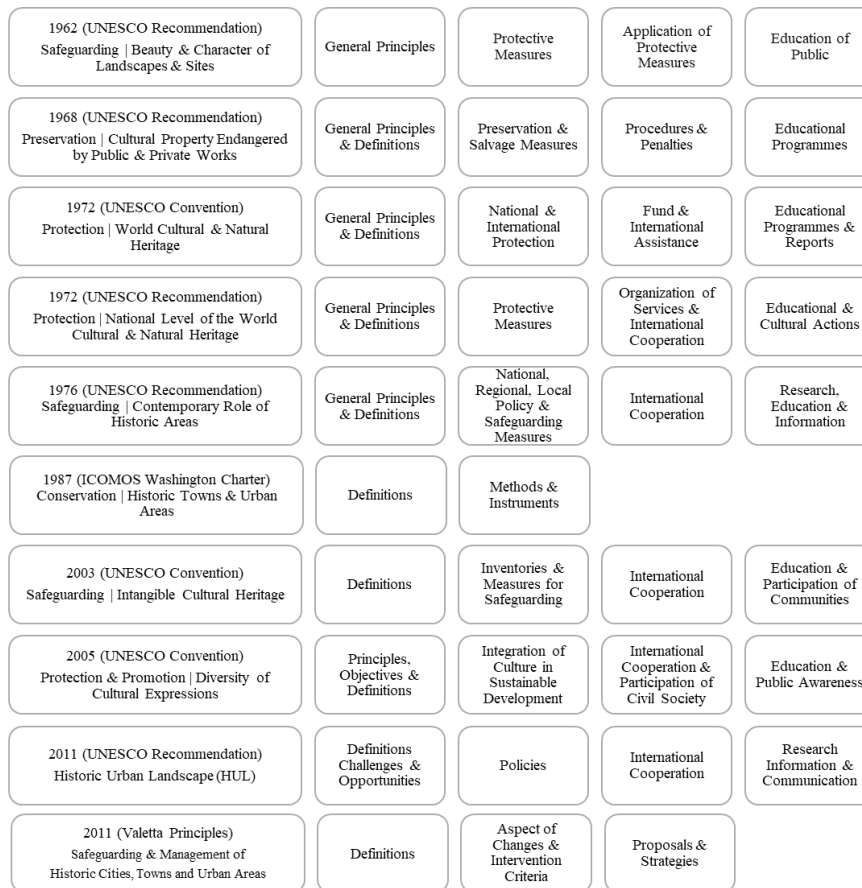 1962 (UNESCO Recommendation)
Safeguarding | Beauty & Character of
Landscapes & Sites
General Principles
Protective
Measures
Application of
Protective
Measures
Education of
Public
1968 (UNESCO Recommendation)
Preservation | Cultural Property Endangered
by Public & Private Works
General Principles
& Definitions
Preservation &
Salvage Measures
Procedures &
Penalties
Educational
Programmes
1972 (UNESCO Convention)
Protection | World Cultural & Natural
Heritage
General Principles
& Definitions
National &
International
Protection
Fund &
International
Assistance
Educational
Programmes &
Reports
1972 (UNESCO Recommendation)
Protection | National Level of the World
Cultural & Natural Heritage
General Principles
& Definitions
Protective
Measures
Organization of
Services &
International
Cooperation
Educational &
Cultural Actions
1976 (UNESCO Recommendation)
Safeguarding | Contemporary Role of
Historic Areas
General Principles
& Definitions
National,
Regional, Local
Policy &
Safeguarding
Measures
International
Cooperation
Research,
Education &
Information
1987 (ICOMOS Washington Charter)
Conservation | Historic Towns & Urban
Areas
Definitions
Methods &
Instruments
2003 (UNESCO Convention)
Safeguarding | Intangible Cultural Heritage
Definitions
Inventories &
Measures for
Safeguarding
International
Cooperation
Education &
Participation of
Communities
2005 (UNESCO Convention)
Protection & Promotion | Diversity of
Cultural Expressions
Principles,
Objectives &
Definitions
Integration of
Culture in
Sustainable
Development
International
Cooperation &
Participation of
Civil Society
Education &
Public Awareness
2011 (UNESCO Recommendation)
Historic Urban Landscape (HUL)
Definitions
Challenges &
Opportunities
Policies
International
Cooperation
Research
Information &
Communication
2011 (Valetta Principles)
Safeguarding & Management of
Historic Cities, Towns and Urban Areas
Definitions
Aspect of
Changes &
Intervention
Criteria
Proposals &
Strategies